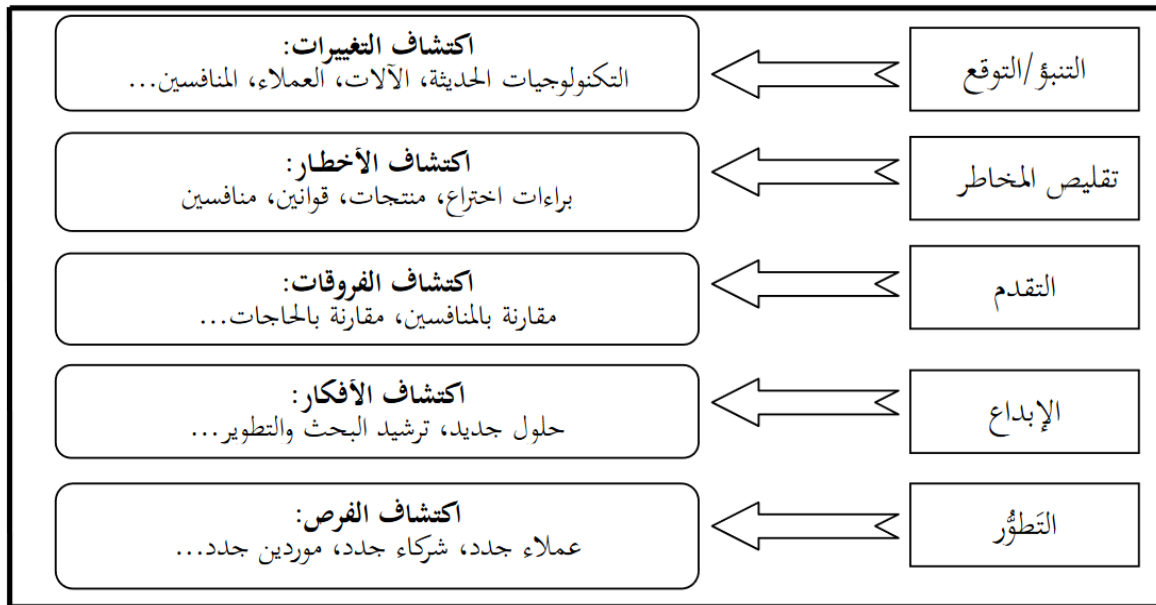 التنبؤ/التوقع
اكتشاف التغييرات:
التكنولوجيات الحديثة، الآلات، العملاء، المنافسين...
تقليص المخاطر
اكتشاف الأخطار:
براءات اختراع، منتجات، قوانين، منافسين
التقدم
اكتشاف الفروقات:
مقارنة بالمنافسين، مقارنة بالحاجات...
الإبداع
اكتشاف الأفكار:
حلول جديد، ترشيد البحث والتطوير...
التَطوُّر
اكتشاف الفرص:
عملاء جدد، شركاء جدد، موردين جدد...